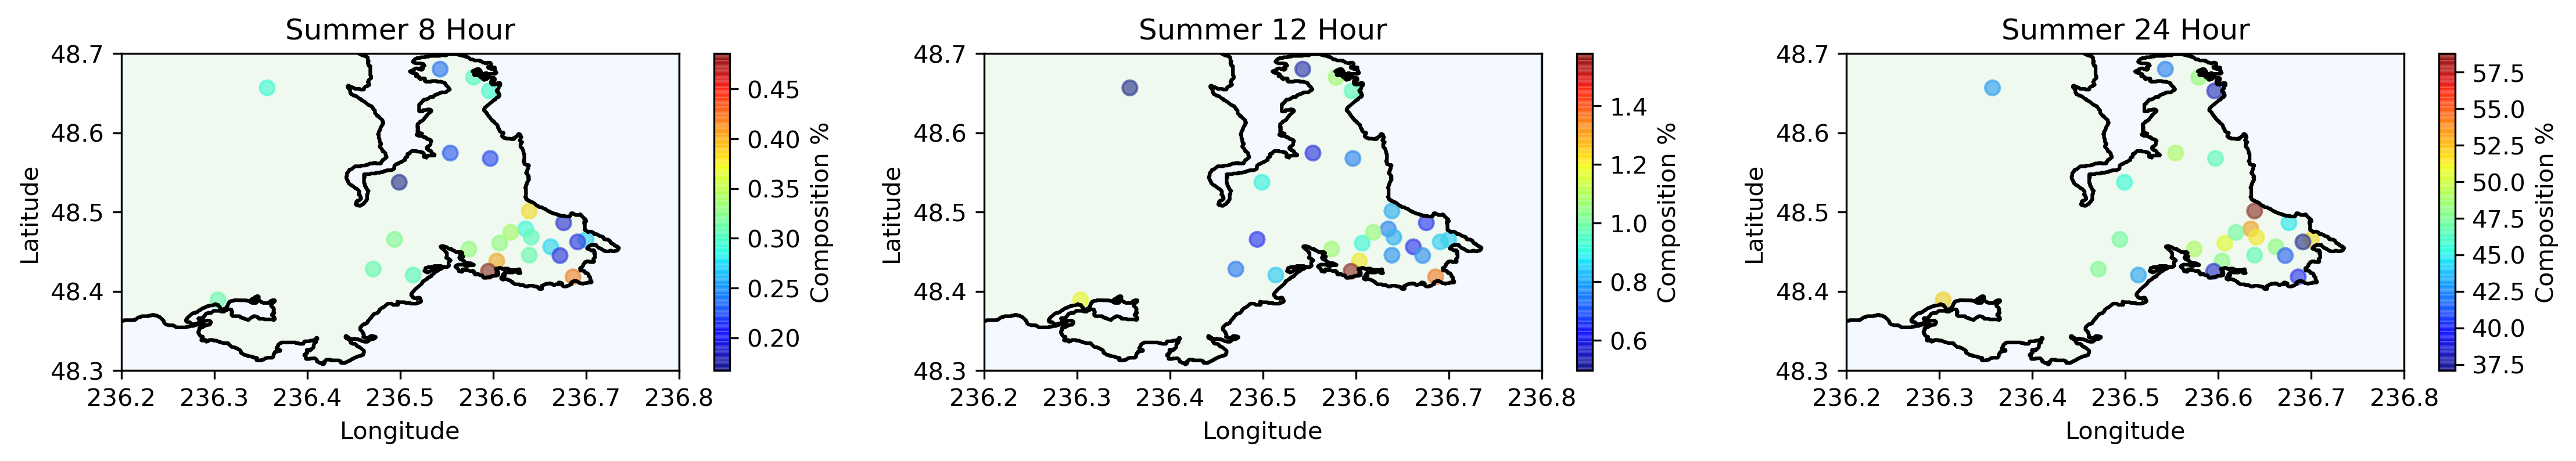 Summer 8 Hour
48.7
48.6
48.5
48.4
48.3
Latitude
236.2 236.3 236.4 236.5 236.6 236.7 236.8
Longitude
0.45
0.40
0.35
0.30
0.25
0.20
Composition %
Summer 12 Hour
48.7
48.6
48.5
48.4
48.3
Latitude
236.2 236.3 236.4 236.5 236.6 236.7 236.8
Longitude
1.4
1.2
1.0
0.8
0.6
Composition %
Summer 24 Hour
48.7
48.6
48.5
48.4
48.3
Latitude
236.2 236.3 236.4 236.5 236.6 236.7 236.8
Longitude
57.5
55.0
52.5
50.0
47.5
45.0
42.5
40.0
37.5
Composition %